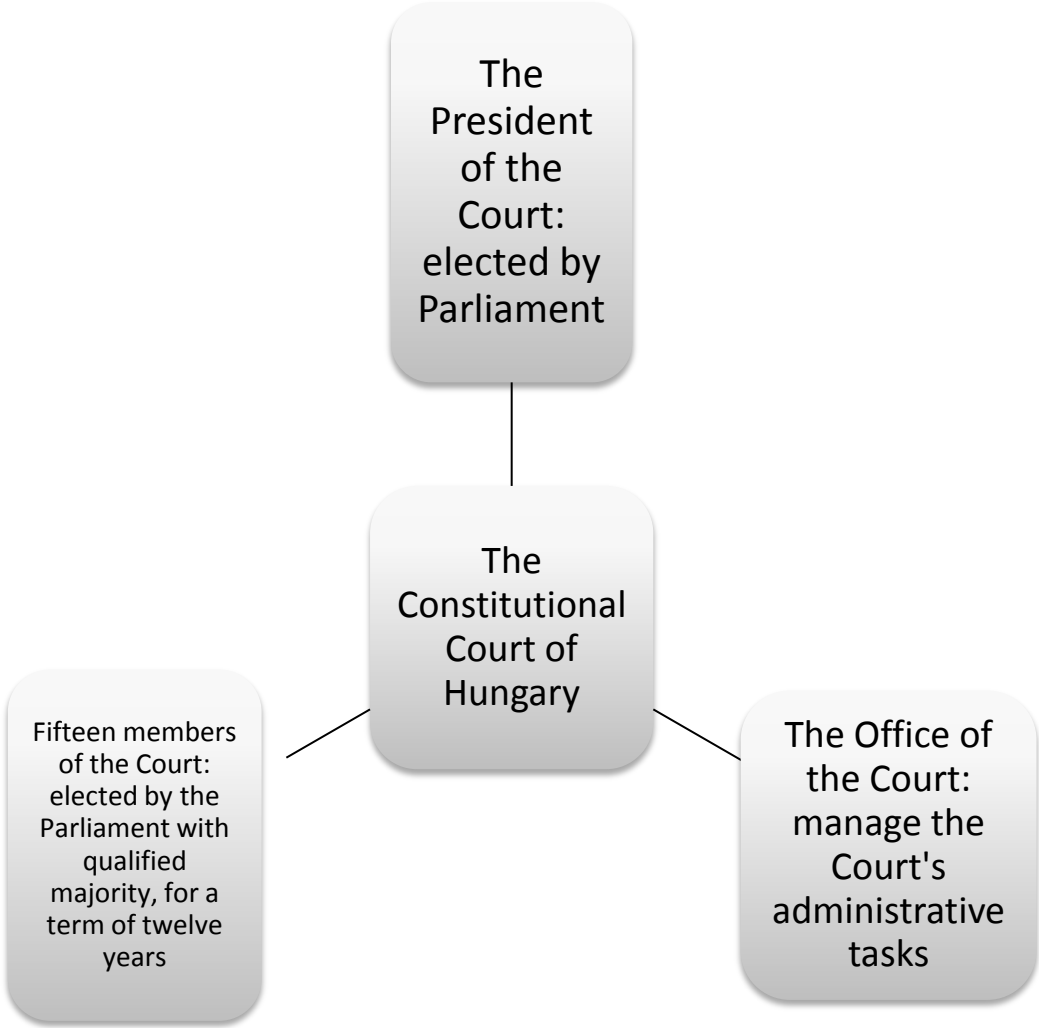 The
President
of the
Court:
elected by
Parliament
The
Constitutional
Court of
Hungary
Fifteen members
of the Court:
elected by the
Parliament with
qualified
majority, for a
term of twelve
years
The Office of
the Court:
manage the
Court's
administrative
tasks